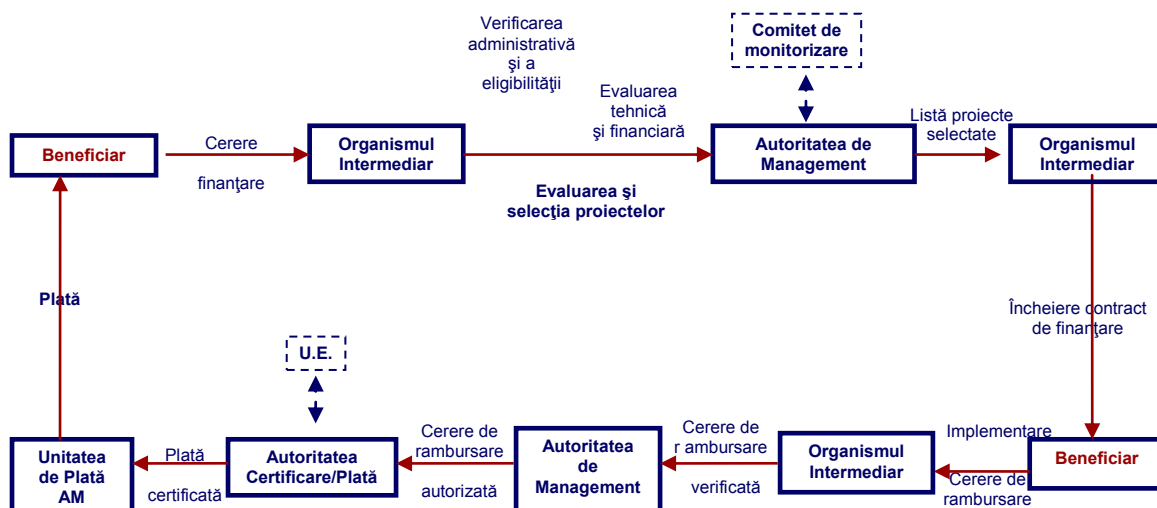 Verificarea
administrativă
şi a
eligibilităţii
Comitet de
monitorizare
Evaluarea
tehnică
şi financiară
Listă proiecte
selectate
Beneficiar
Cerere
finanţare
Organismul
Intermediar
Autoritatea de
Management
Organismul
Intermediar
Evaluarea şi
selecţia proiectelor
Plată
Încheiere contract
de finanţare
U.E.
Unitatea
de Plată
AM
Plată
certificată
Autoritatea
Certificare/Plată
Cerere de
rambursare
autorizată
Autoritatea
de
Management
Cerere de
r ambursare
verificată
Organismul
Intermediar
Implementare
Cerere de
rambursare
Beneficiar